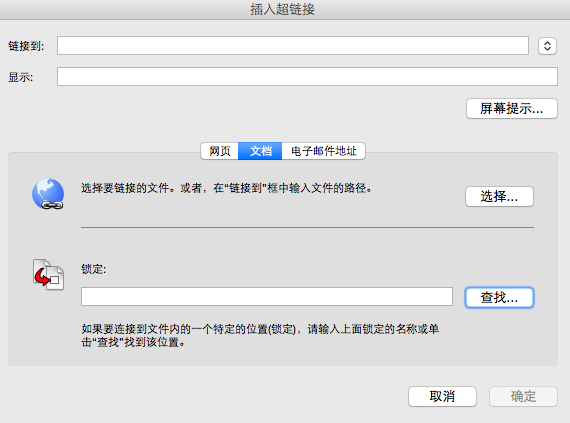 插入超链接
链接到:
显示:
屏幕提示...
网页 文档 电子邮件地址
选择要链接的文件。或者，在“链接到”框中输入文件的路径。
选择...
锁定:
查找...
如果要连接到文件内的一个特定的位置(锁定)，请输入上面锁定的名称或单
击“查找”找到该位置。
取消 确定